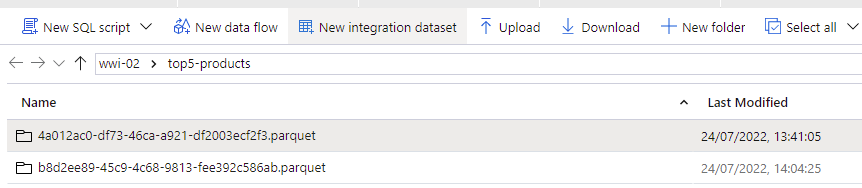 New SQL script New data flow New integration dataset Upload Download New folder Select all
wwi-02 top5-products
Name Last Modified
4a012ac0-df73-46ca-a921-df2003ecf2f3.parquet 24/07/2022, 13:41:05
b8d2ee89-45c9-4c68-9813-fee392c586ab.parquet 24/07/2022, 14:04:25